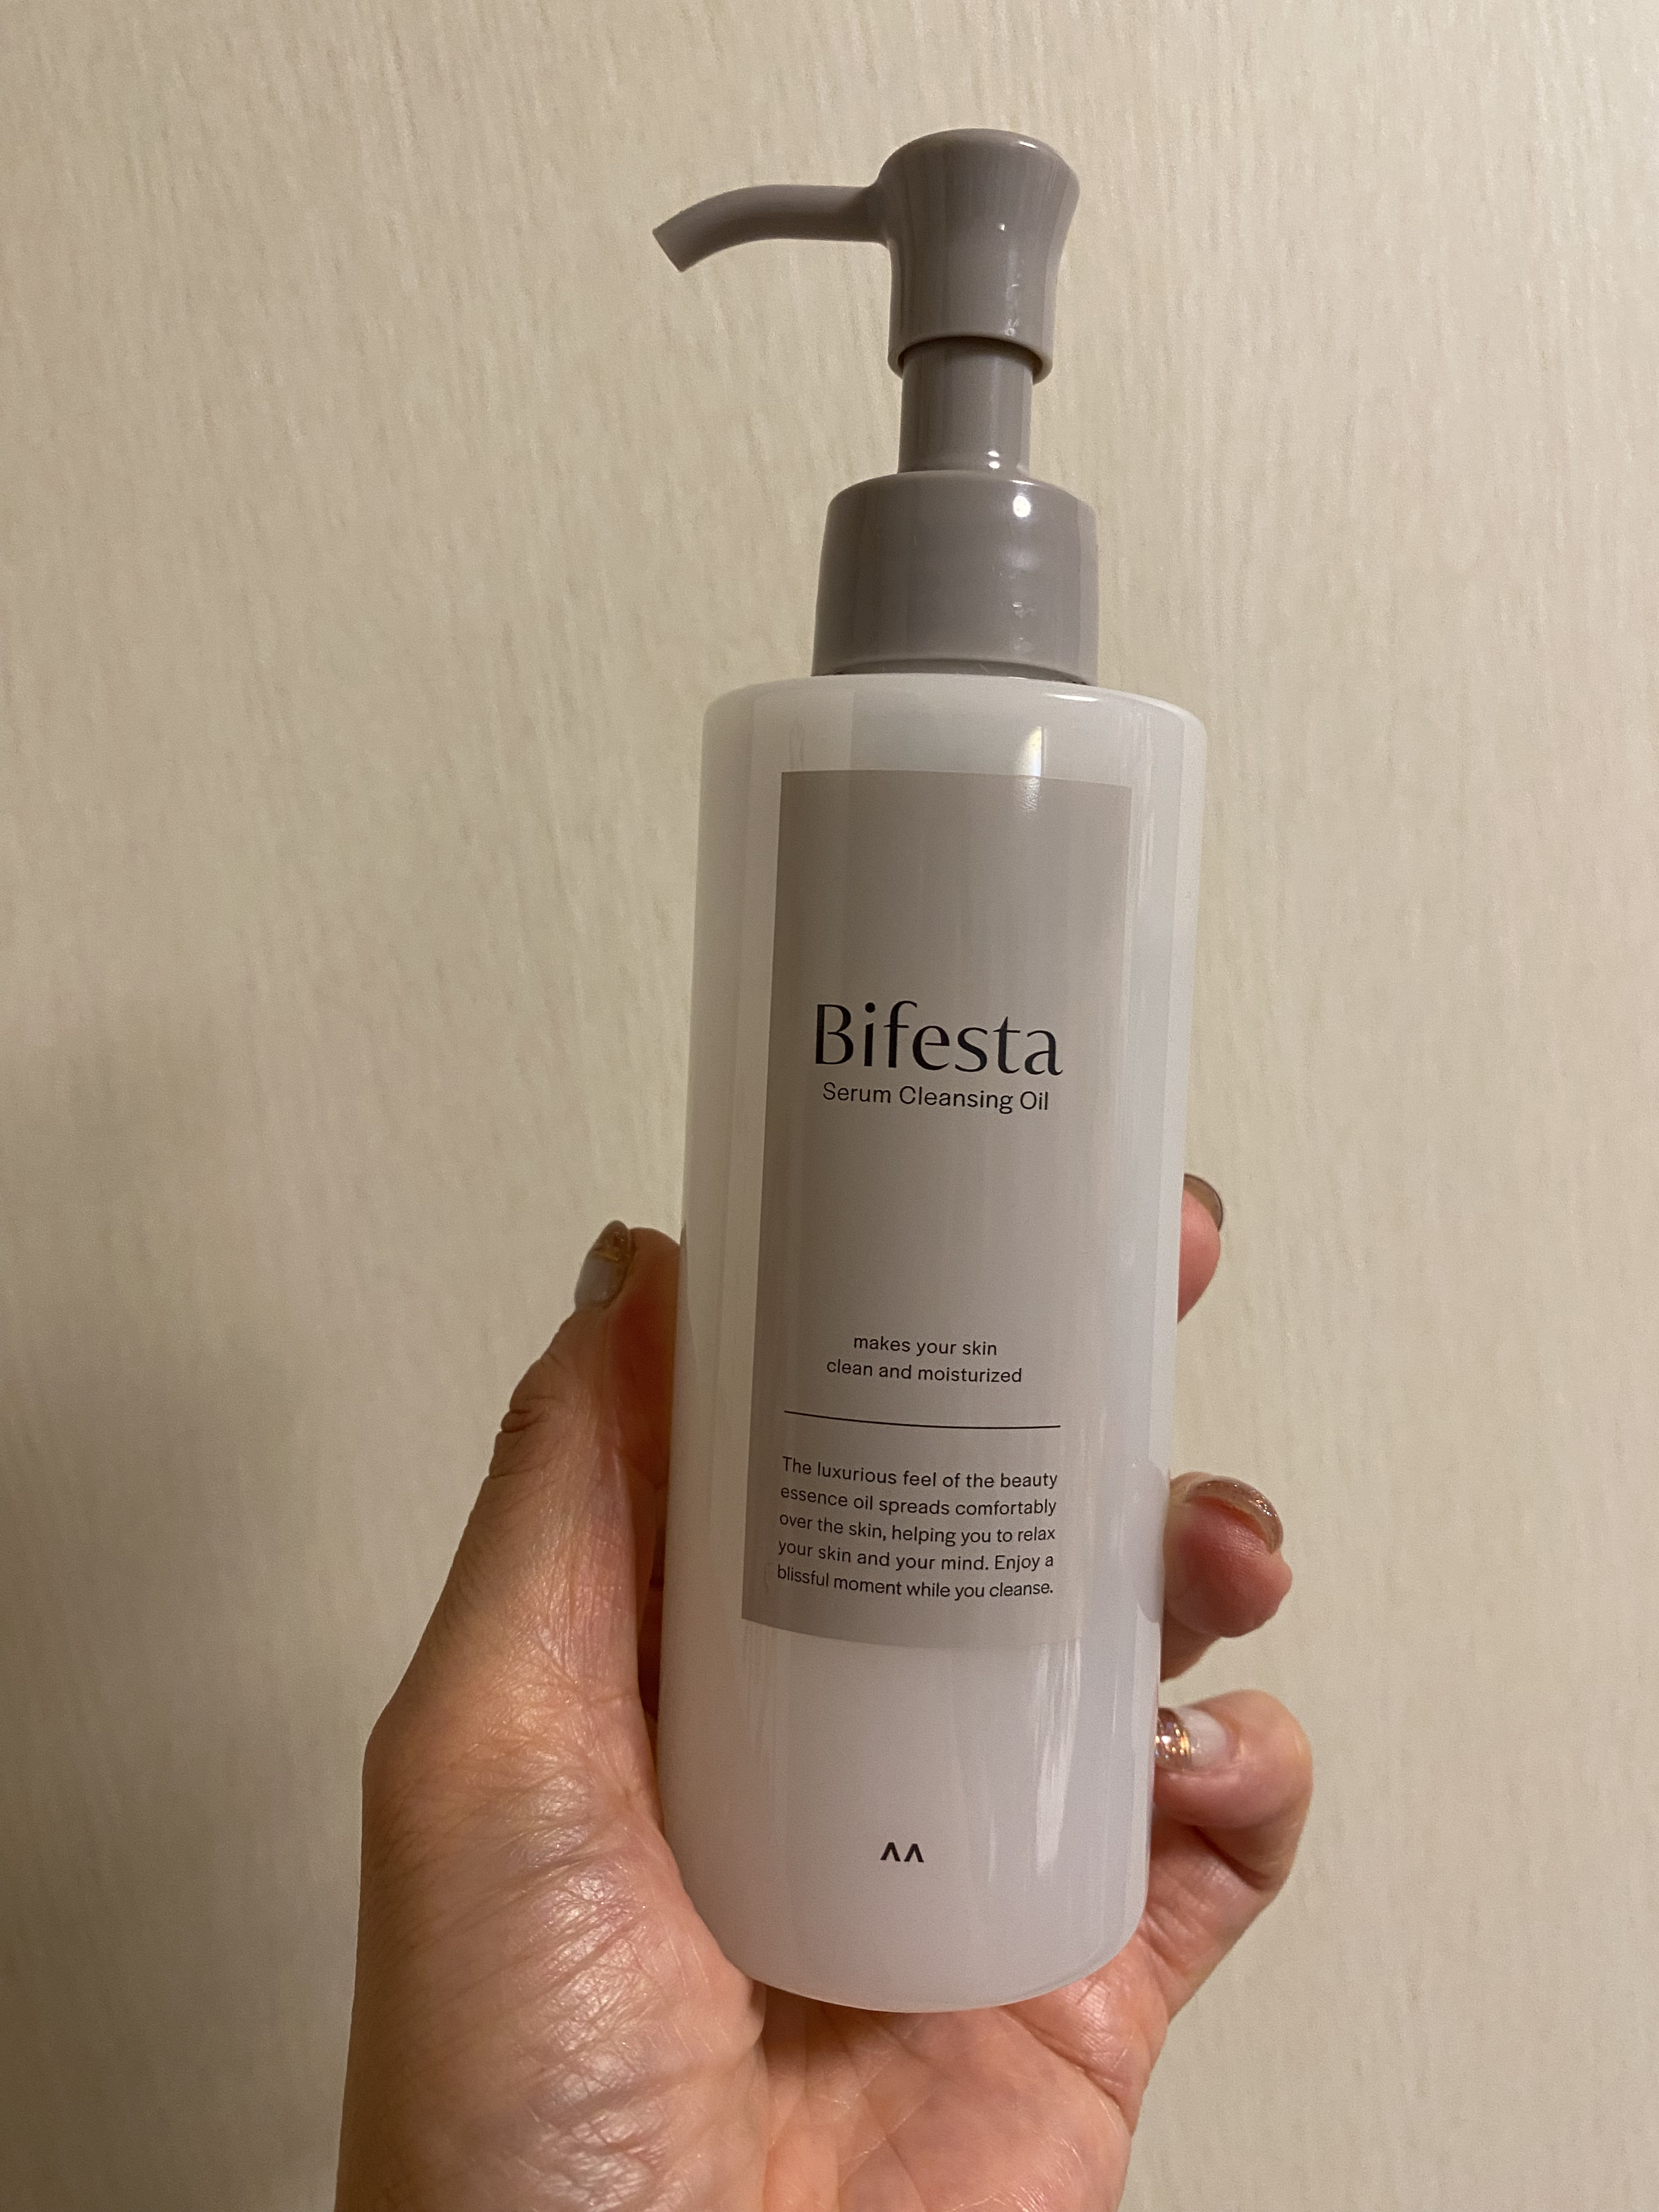 Bifesta
Serum Cleansing Oil
makes your skin
clean and moisturized
The luxurious feel of the beauty
essence oil spreads comfortably
over the skin, helping you to relax
your skin and your mind. Enjoy a
blissful moment while you cleanse.